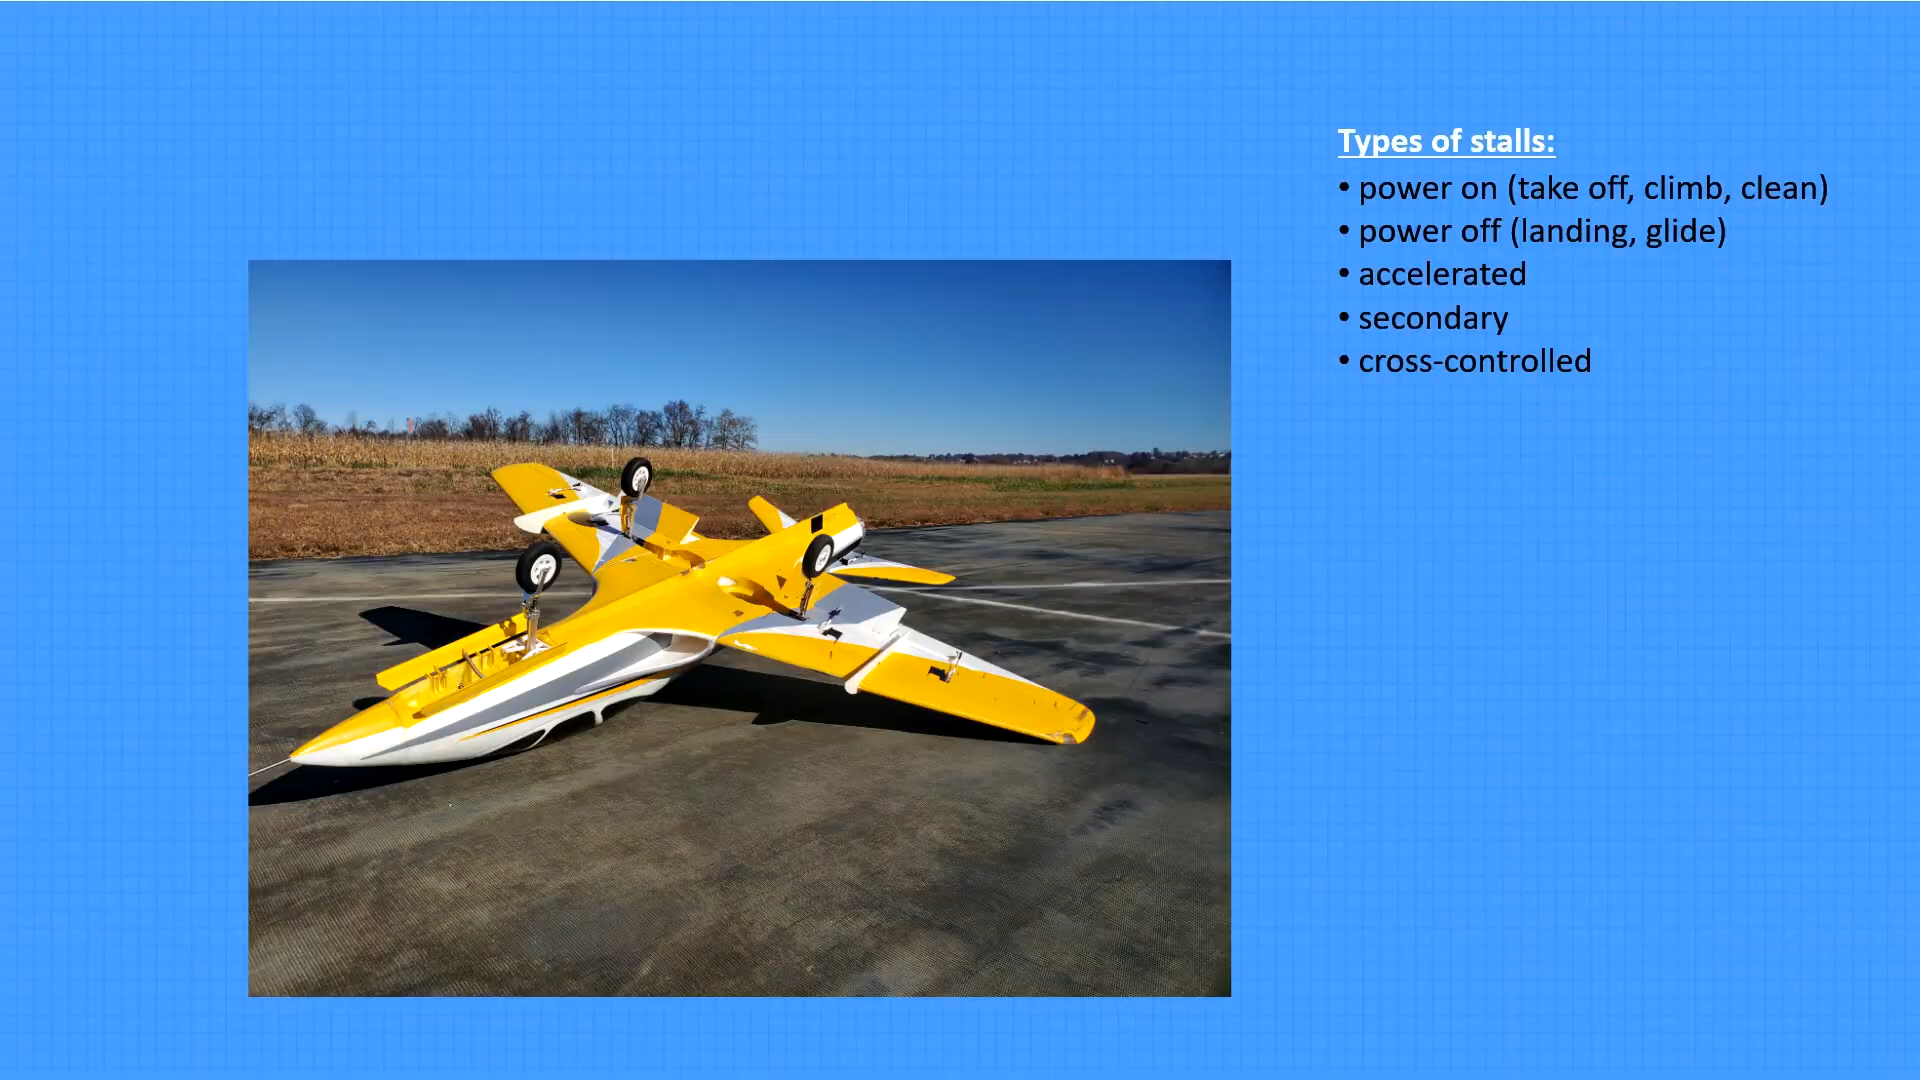 Types of stalls:
• power on (take off, climb, clean)
• power off (landing, glide)
• accelerated
• secondary
• cross-controlled